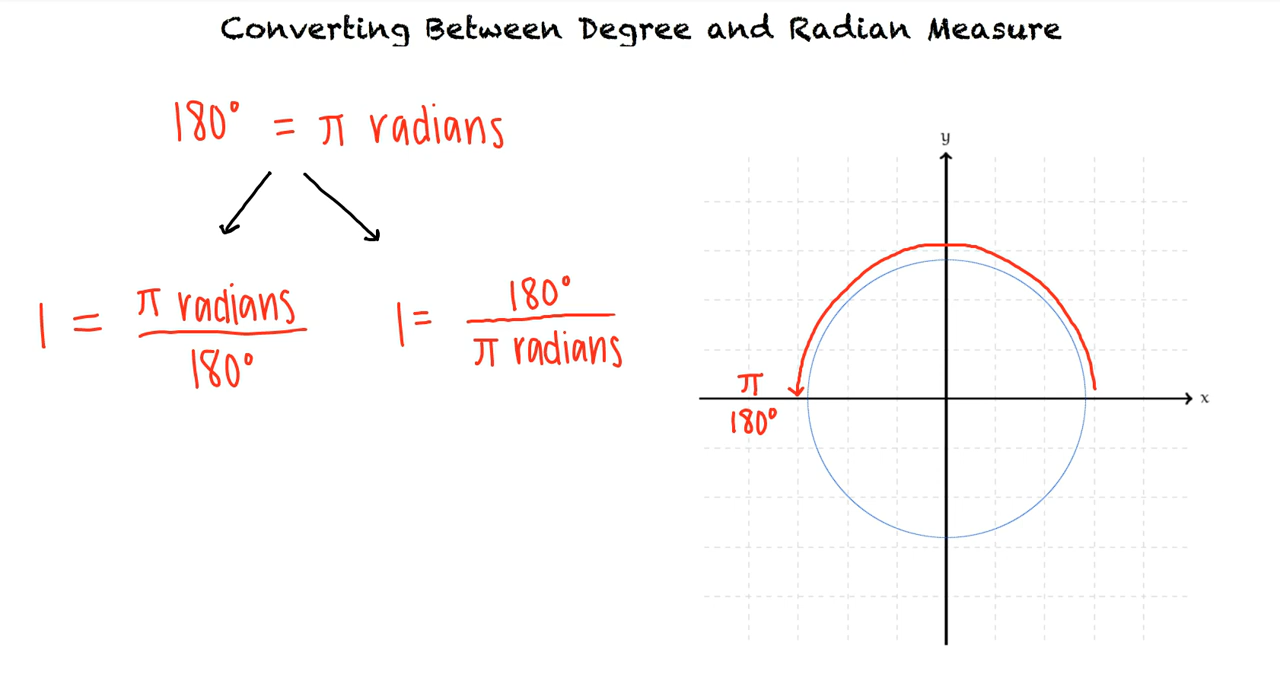 Converting Between Degree and Radian Measure
180° = π radians
1 = π radians / 180°
1 = 180° / π radians
y
x
π
180°